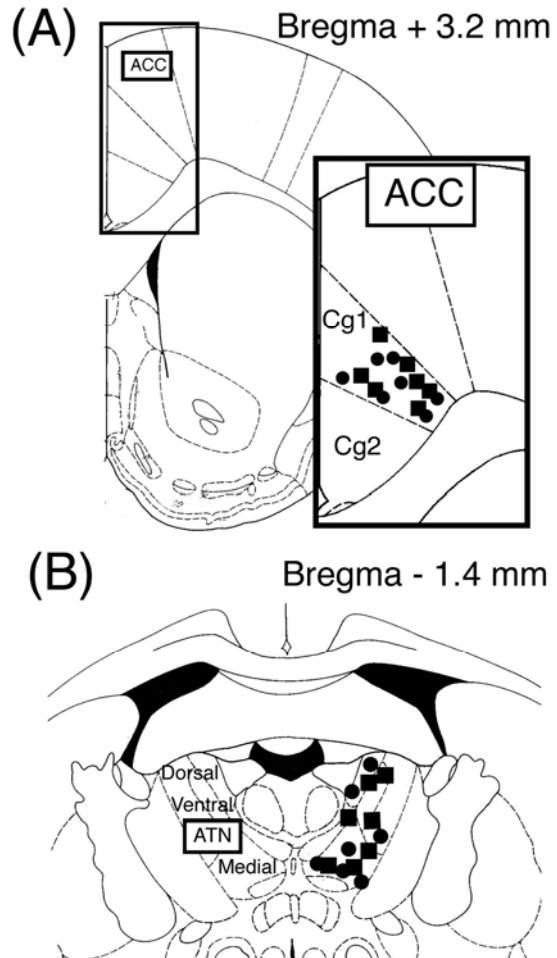 (A)
Bregma + 3.2 mm
ACC
ACC
Cg1
Cg2
(B)
Bregma - 1.4 mm
Dorsal
Ventral
ATN
Medial